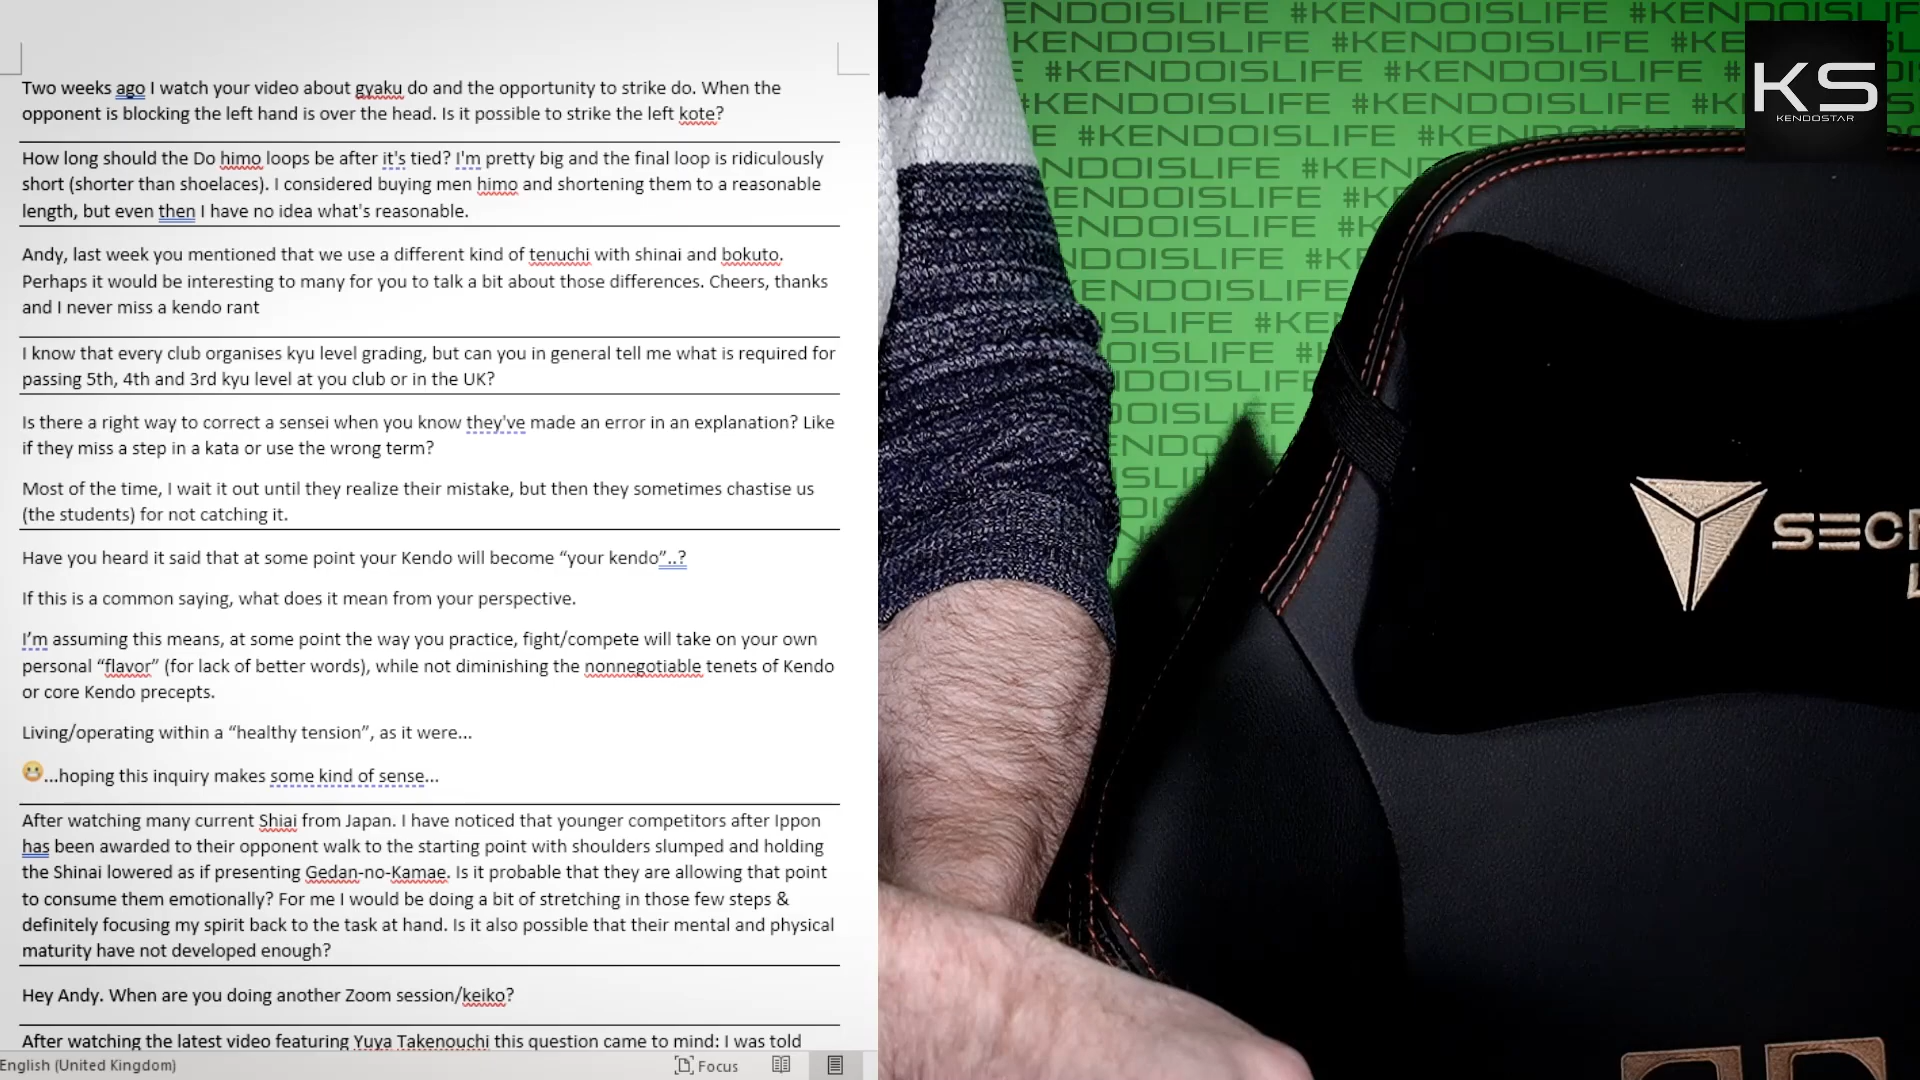 Two weeks ago I watch your video about gyaku do and the opportunity to strike do. When the
opponent is blocking the left hand is over the head. Is it possible to strike the left kote?
How long should the Do himo loops be after it's tied? I'm pretty big and the final loop is ridiculously
short (shorter than shoelaces). I considered buying men himo and shortening them to a reasonable
length, but even then I have no idea what's reasonable.
Andy, last week you mentioned that we use a different kind of tenuchi with shinai and bokuto.
Perhaps it would be interesting to many for you to talk a bit about those differences. Cheers, thanks
and I never miss a kendo rant
I know that every club organises kyu level grading, but can you in general tell me what is required for
passing 5th, 4th and 3rd kyu level at you club or in the UK?
Is there a right way to correct a sensei when you know they've made an error in an explanation? Like
if they miss a step in a kata or use the wrong term?
Most of the time, I wait it out until they realize their mistake, but then they sometimes chastise us
(the students) for not catching it.
Have you heard it said that at some point your Kendo will become “your kendo”..?
If this is a common saying, what does it mean from your perspective.
I’m assuming this means, at some point the way you practice, fight/compete will take on your own
personal “flavor” (for lack of better words), while not diminishing the nonnegotiable tenets of Kendo
or core Kendo precepts.
Living/operating within a “healthy tension”, as it were...
😬...hoping this inquiry makes some kind of sense...
After watching many current Shiai from Japan. I have noticed that younger competitors after Ippon
has been awarded to their opponent walk to the starting point with shoulders slumped and holding
the Shinai lowered as if presenting Gedan-no-Kamae. Is it probable that they are allowing that point
to consume them emotionally? For me I would be doing a bit of stretching in those few steps &
definitely focusing my spirit back to the task at hand. Is it also possible that their mental and physical
maturity have not developed enough?
Hey Andy. When are you doing another Zoom session/keiko?
After watching the latest video featuring Yuya Takenouchi this question came to mind: I was told
English (United Kingdom)
Focus
KENDOISLIFE #KENDOISLIFE #KENDOISLIF
KENDOISLIFE #KENDOISLIFE #KE
#KENDOISLIFE #KENDOISLIFE
KENDOISLIFE #KENDOISLIFE #K
#KENDOISLIFE #KENDOISLIFE
KENDOISLIFE #KENDOISLIFE
KS
KENDOSTAR